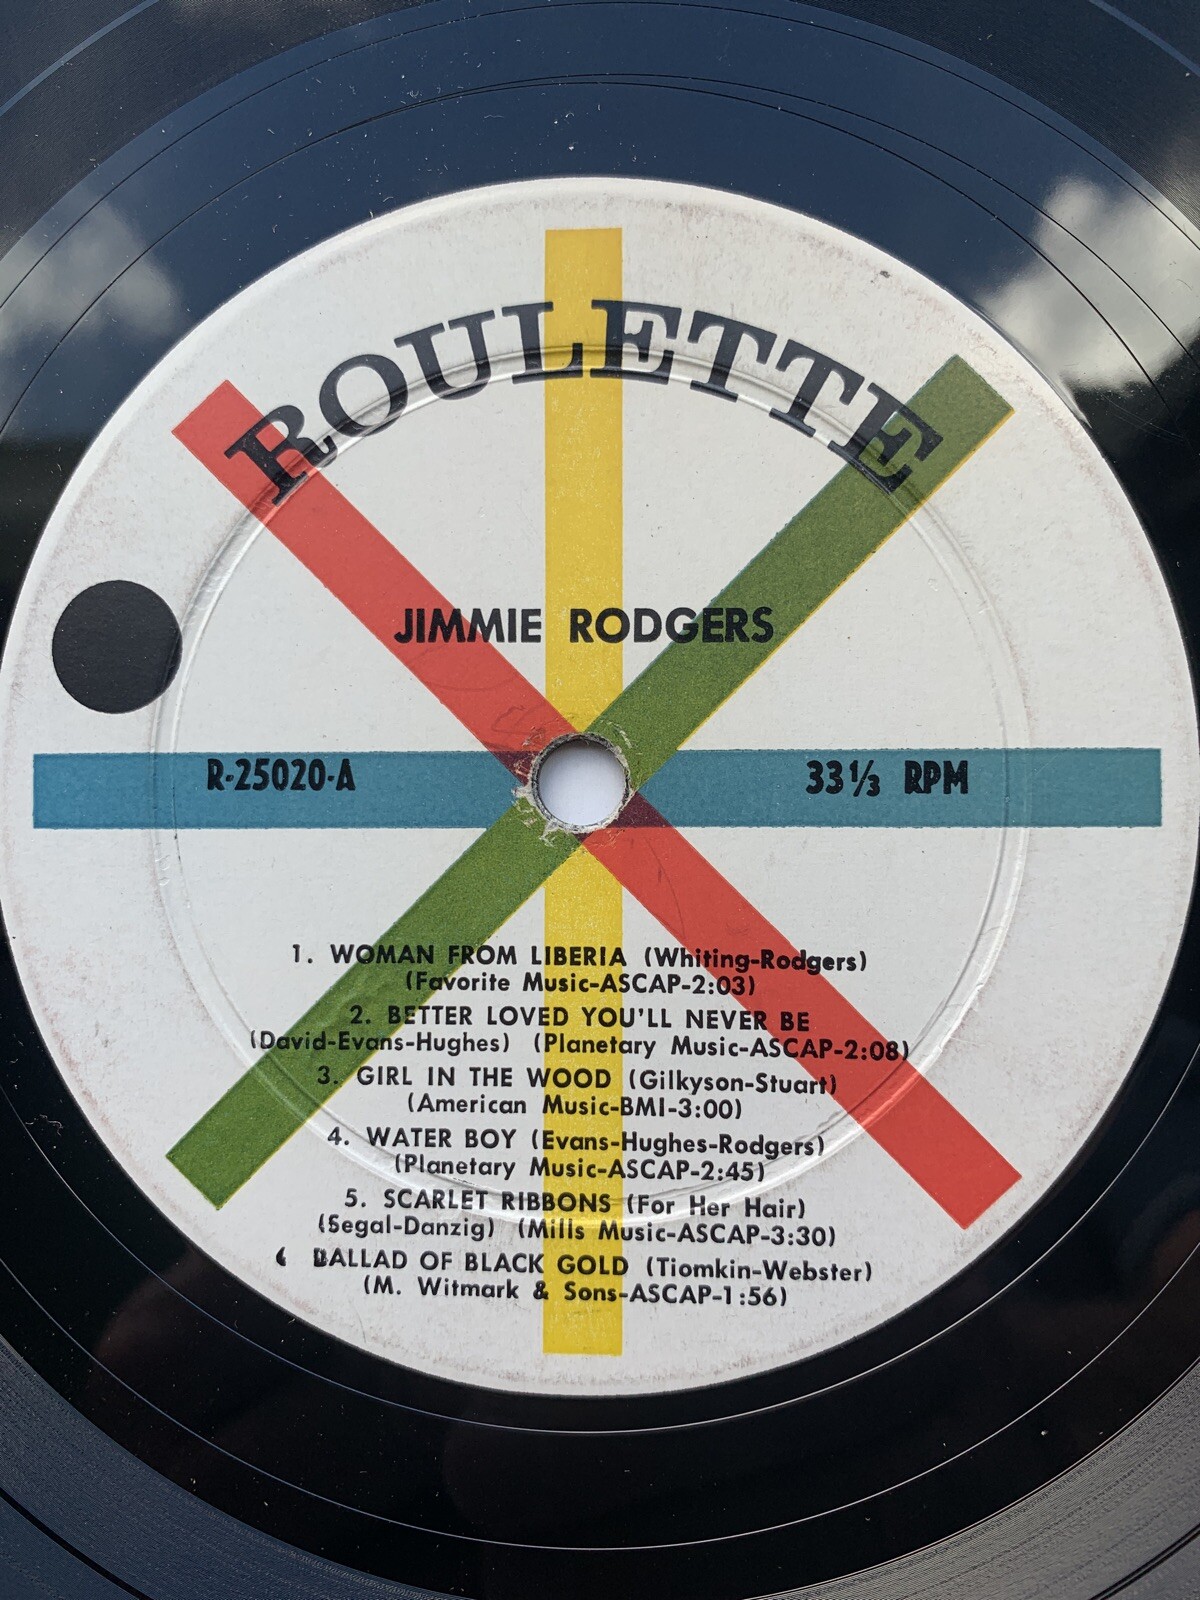 ROULETTE
JIMMIE RODGERS
R-25020-A
33⅓ RPM
1. WOMAN FROM LIBERIA (Whiting-Rodgers)
(Favorite Music-ASCAP-2:03)
2. BETTER LOVED YOU'LL NEVER BE
(David-Evans-Hughes) (Planetary Music-ASCAP-2:08)
3. GIRL IN THE WOOD (Gilkyson-Stuart)
(American Music-BMI-3:00)
4. WATER BOY (Evans-Hughes-Rodgers)
(Planetary Music-ASCAP-2:45)
5. SCARLET RIBBONS (For Her Hair)
(Segal-Danzig) (Mills Music-ASCAP-3:30)
6 BALLAD OF BLACK GOLD (Tiomkin-Webster)
(M. Witmark & Sons-ASCAP-1:56)